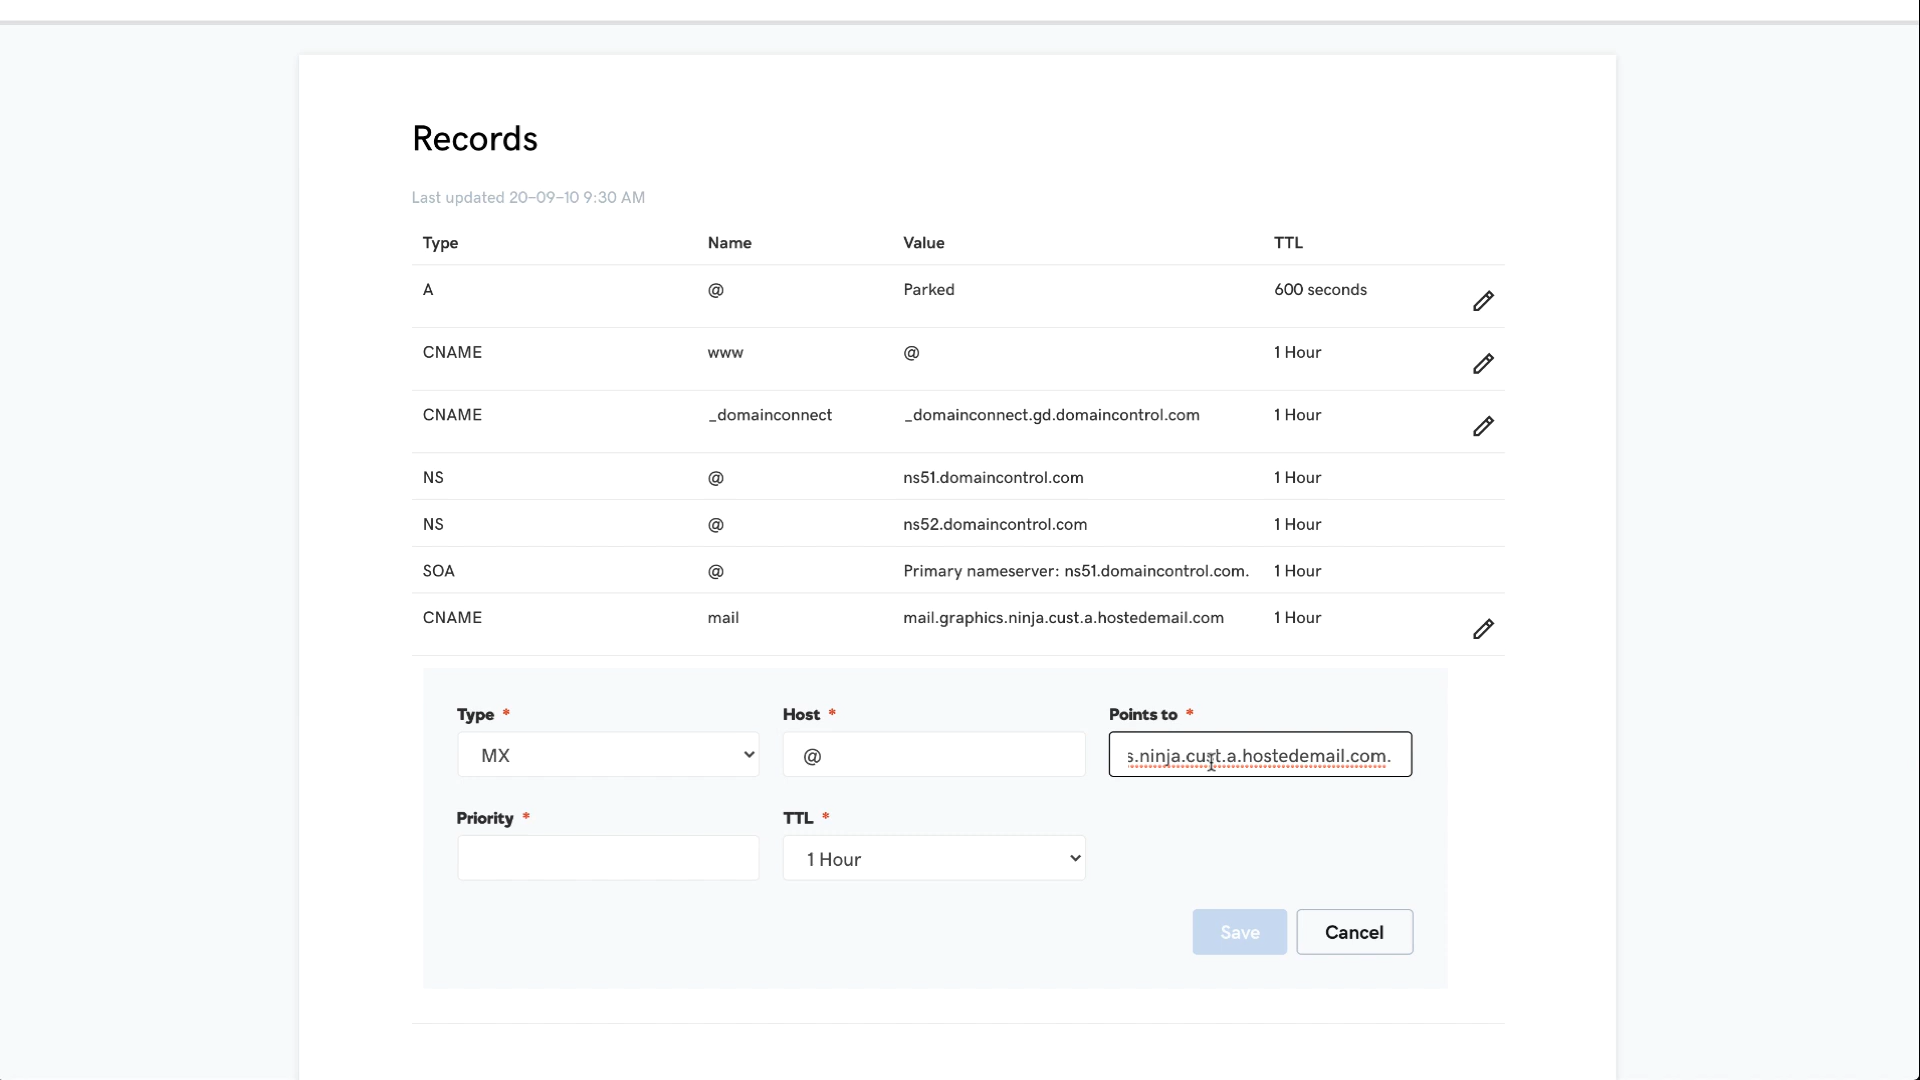 Records
Last updated 20-09-10 9:30 AM
Type Name Value TTL
A @ Parked 600 seconds
CNAME www @ 1 Hour
CNAME _domainconnect _domainconnect.gd.domaincontrol.com 1 Hour
NS @ ns51.domaincontrol.com 1 Hour
NS @ ns52.domaincontrol.com 1 Hour
SOA @ Primary nameserver: ns51.domaincontrol.com. 1 Hour
CNAME mail mail.graphics.ninja.cust.a.hostedemail.com 1 Hour
Type * Host * Points to *
MX @ s.ninja.cust.a.hostedemail.com.
Priority * TTL *
1 Hour
Save Cancel